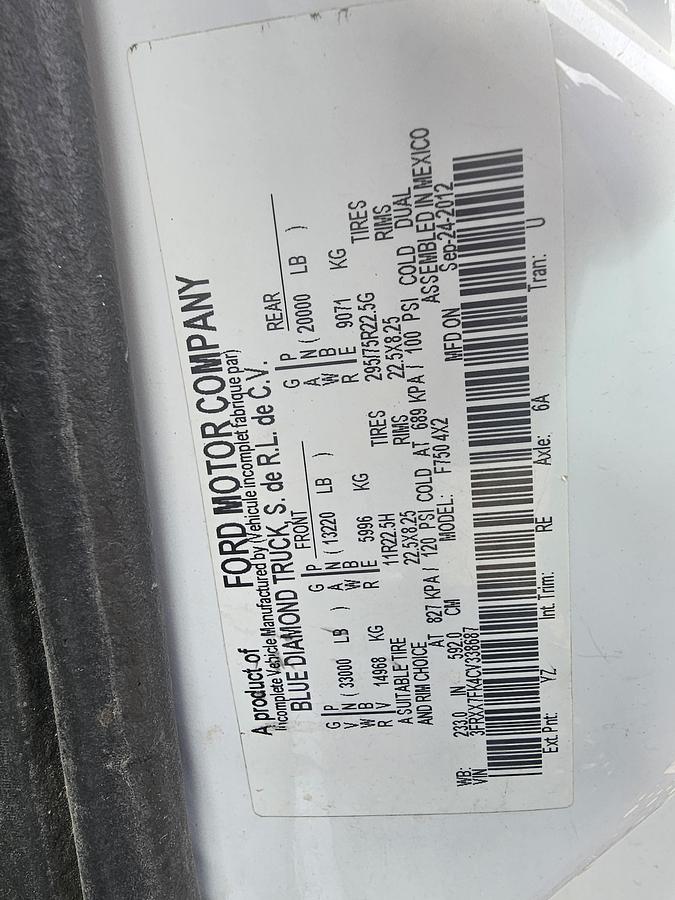 A product of
FORD MOTOR COMPANY
Incomplete Vehicle Manufactured by (Vehicule incomplet fabrique par)
BLUE DIAMOND TRUCK, S. de R.L. de C.V.
FRONT REAR
G P G P G P
V N ( 33000 LB ) A N ( 13220 LB ) A N ( 20000 LB )
W B W B W B
R V 14968 KG R E 5996 KG R E 9071 KG
A SUITABLE TIRE 11R22.5H TIRES 295/75R22.5G TIRES
AND RIM CHOICE 22.5X8.25 RIMS 22.5X8.25 RIMS
AT 827 KPA / 120 PSI COLD AT 689 KPA / 100 PSI COLD DUAL
WB: 233.0 IN 592.0 CM MODEL: F750 4X2 ASSEMBLED IN MEXICO
VIN 3FRXX7FK4CV338687 MFD ON Sep-24-2012
Ext. Pnt: YZ Int. Trim: RE Axle: 6A Tran: U